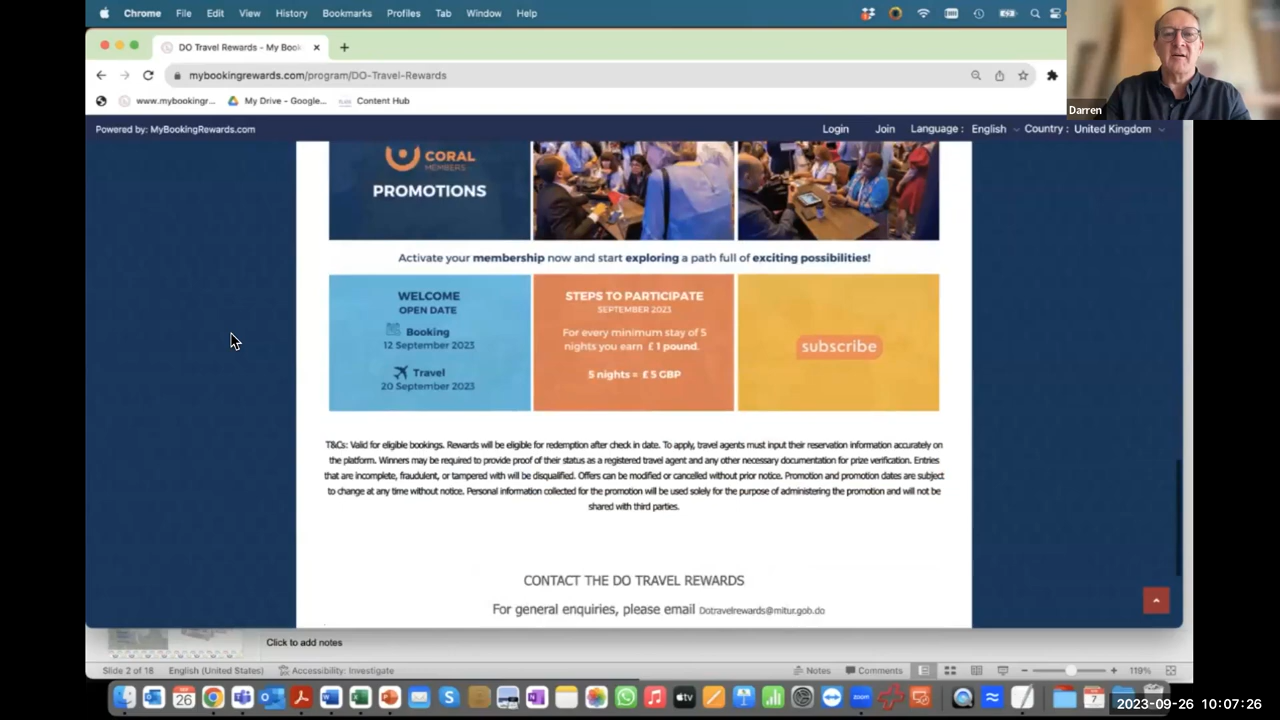 Chrome File Edit View History Bookmarks Profiles Tab Window Help
DO Travel Rewards - My Book
mybookingrewards.com/program/DO-Travel-Rewards
www.mybookingr... My Drive - Google... Content Hub
Darren
Powered by: MyBookingRewards.com Login Join Language : English Country : United Kingdom
CORAL
MEMBERS
PROMOTIONS
Activate your membership now and start exploring a path full of exciting possibilities!
WELCOME
OPEN DATE
Booking
12 September 2023
Travel
20 September 2023
STEPS TO PARTICIPATE
SEPTEMBER 2023
For every minimum stay of 5
nights you earn £ 1 pound.
5 nights = £ 5 GBP
subscribe
T&Cs: Valid for eligible bookings. Rewards will be eligible for redemption after check in date. To apply, travel agents must input their reservation information accurately on
the platform. Winners may be required to provide proof of their status as a registered travel agent and any other necessary documentation for prize verification. Entries
that are incomplete, fraudulent, or tampered with will be disqualified. Offers can be modified or cancelled without prior notice. Promotion and promotion dates are subject
to change at any time without notice. Personal information collected for the promotion will be used solely for the purpose of administering the promotion and will not be
shared with third parties.
CONTACT THE DO TRAVEL REWARDS
For general enquiries, please email Dotravelrewards@mitur.gob.do
Click to add notes
Slide 2 of 18 English (United States) Accessibility: Investigate Notes Comments 119%
26
zoom
7
2023-09-26 10:07:26